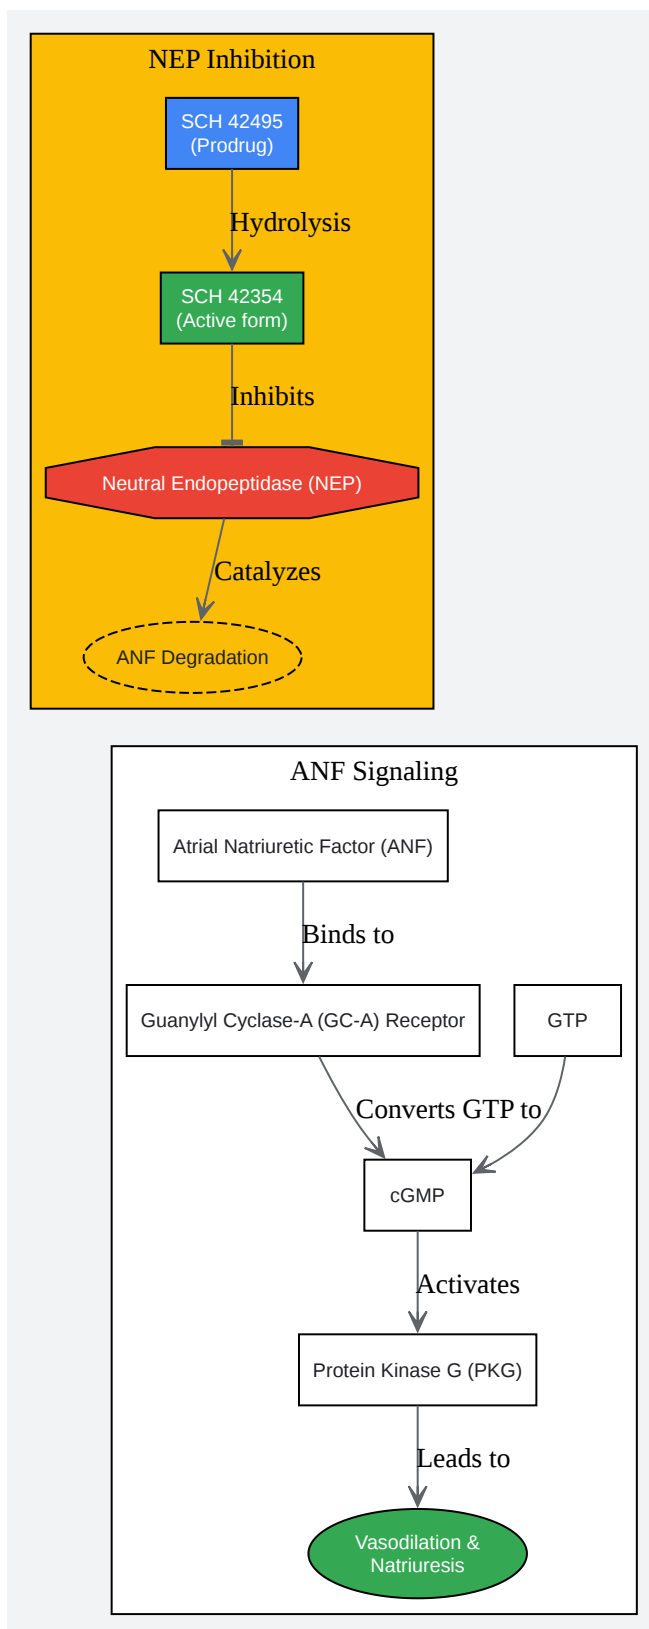 NEP Inhibition
SCH 42495
(Prodrug)
Hydrolysis
SCH 42354
(Active form)
Inhibits
Neutral Endopeptidase (NEP)
Catalyzes
ANF Degradation
ANF Signaling
Atrial Natriuretic Factor (ANF)
Binds to
Guanylyl Cyclase-A (GC-A) Receptor
GTP
Converts GTP to
cGMP
Activates
Protein Kinase G (PKG)
Leads to
Vasodilation &
Natriuresis